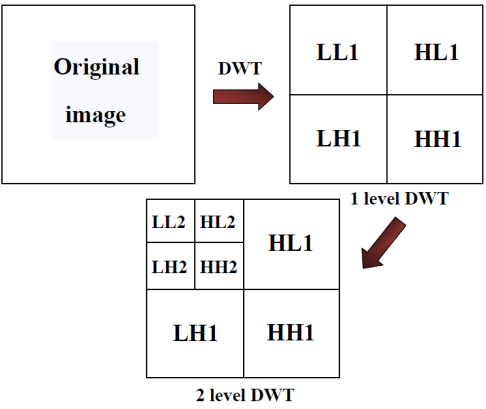 Original
image
DWT
LL1 HL1
LH1 HH1
1 level DWT
LL2 HL2
HL1
LH2 HH2
LH1 HH1
2 level DWT